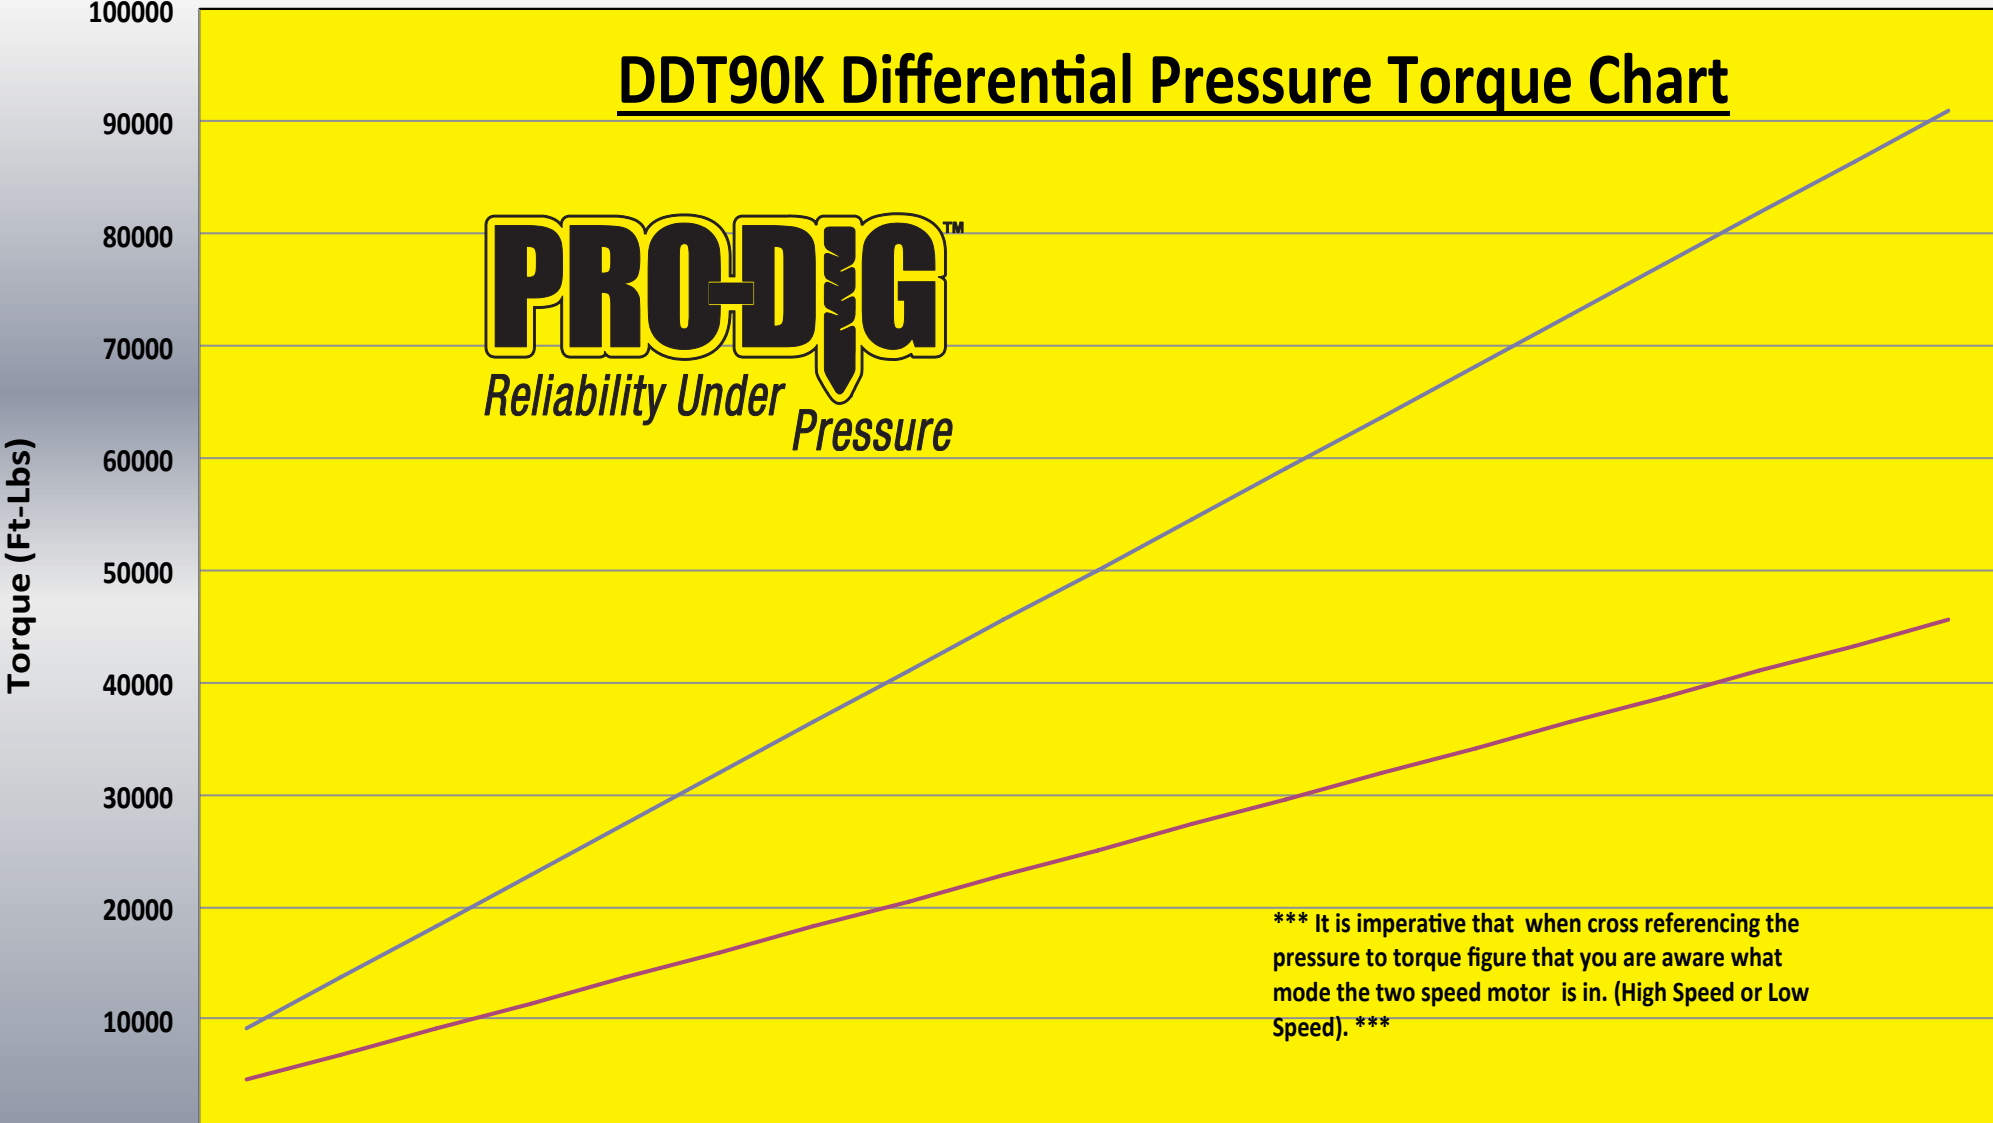 DDT90K Differential Pressure Torque Chart
100000
90000
80000
70000
60000
50000
40000
30000
20000
10000
Torque (Ft-Lbs)
PRO-DIG™
Reliability Under
Pressure
*** It is imperative that  when cross referencing the
pressure to torque figure that you are aware what
mode the two speed motor  is in. (High Speed or Low
Speed). ***